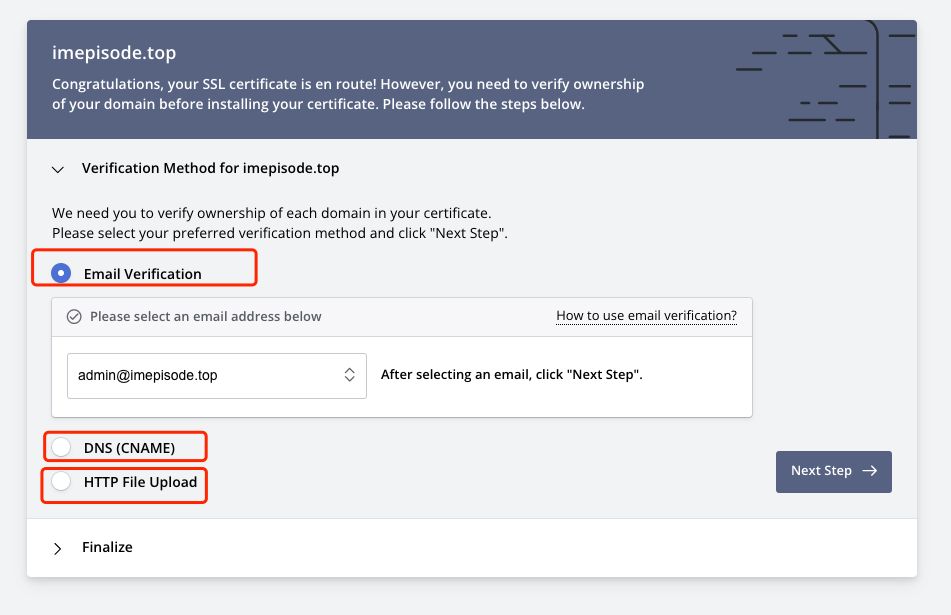 imepisode.top
Congratulations, your SSL certificate is en route! However, you need to verify ownership
of your domain before installing your certificate. Please follow the steps below.
Verification Method for imepisode.top
We need you to verify ownership of each domain in your certificate.
Please select your preferred verification method and click "Next Step".
Email Verification
Please select an email address below
How to use email verification?
admin@imepisode.top
After selecting an email, click "Next Step".
DNS (CNAME)
HTTP File Upload
Next Step
Finalize